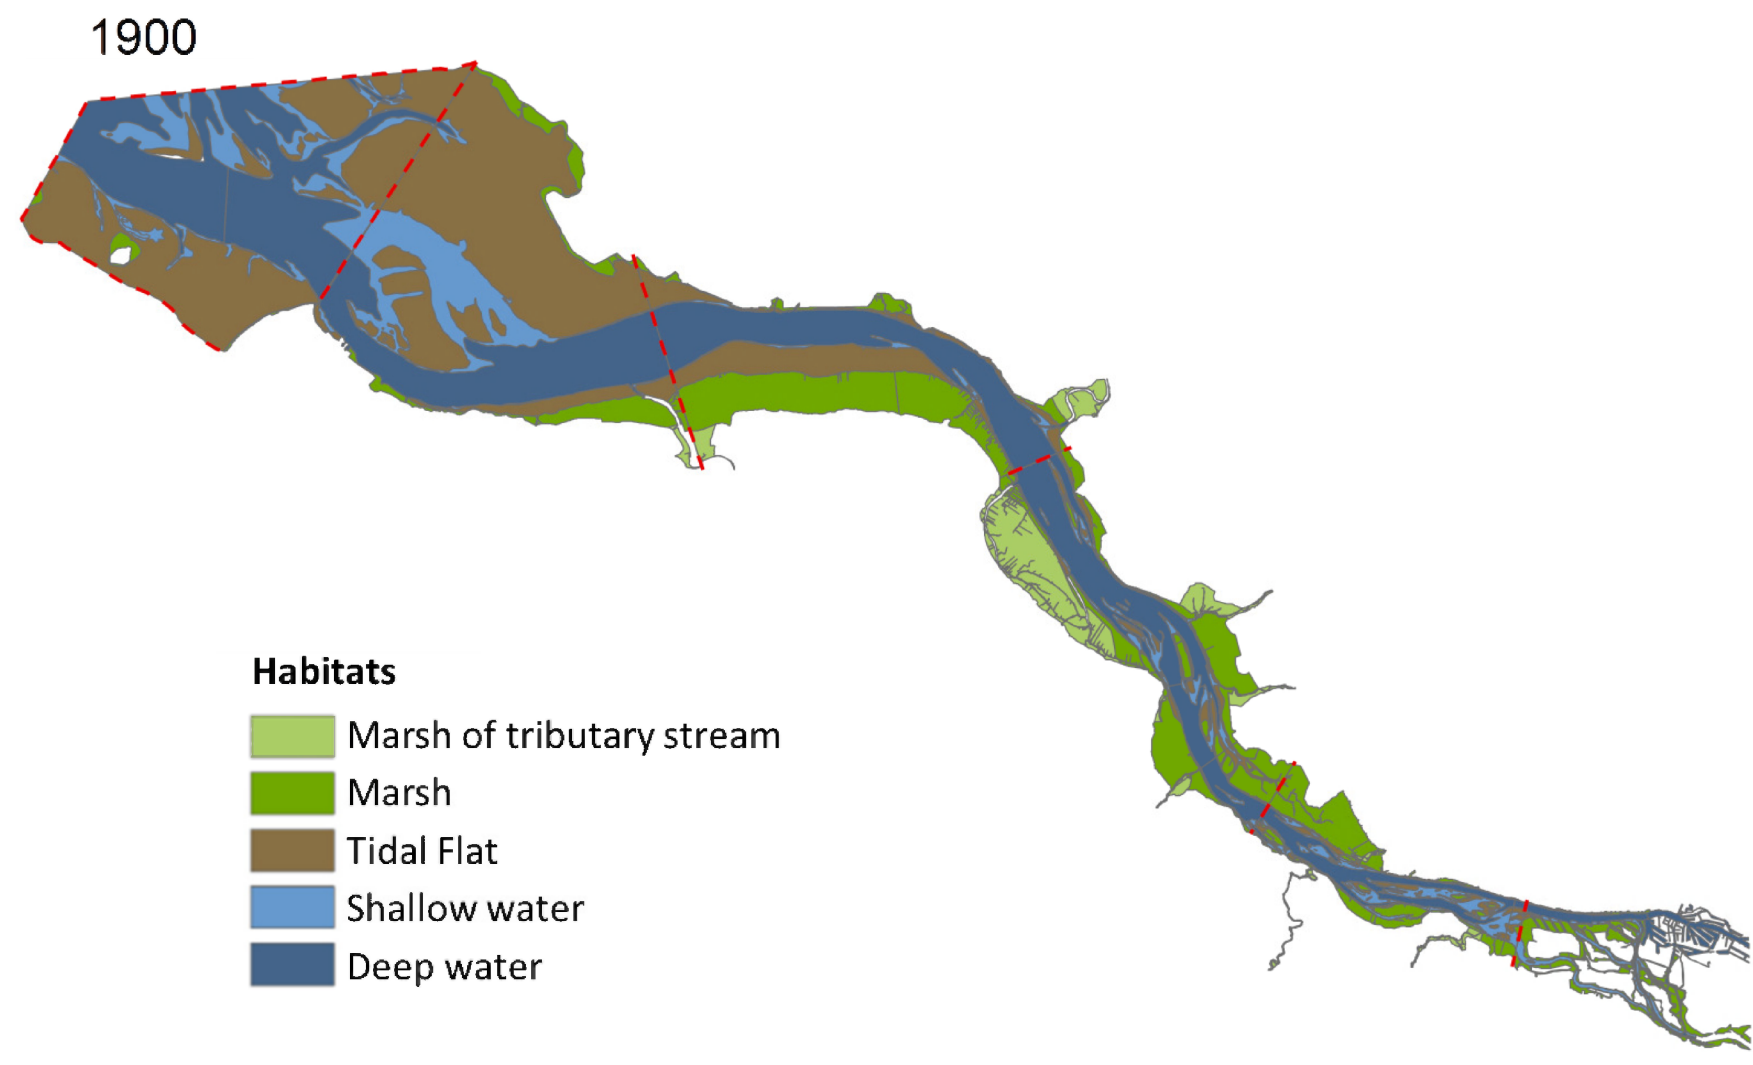 1900
Habitats
Marsh of tributary stream
Marsh
Tidal Flat
Shallow water
Deep water